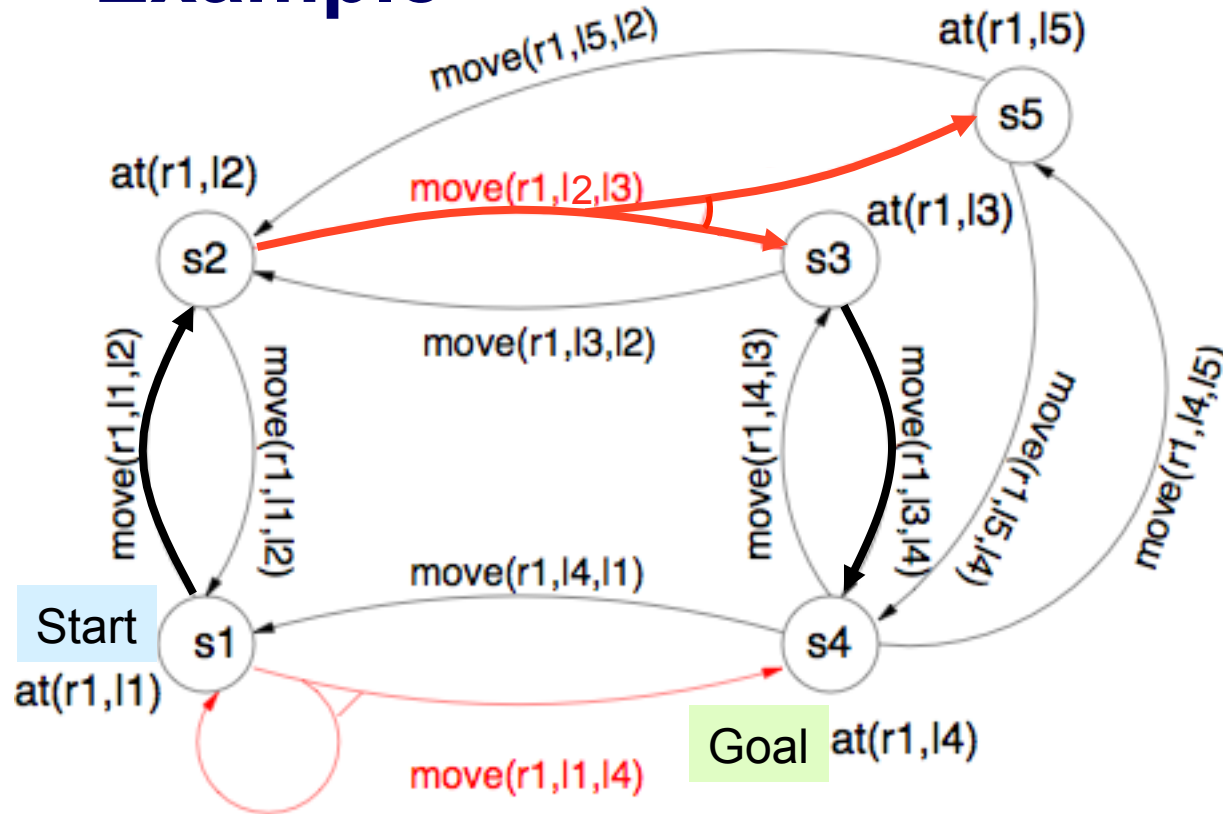 Example
move(r1,l5,l2)
at(r1,l5)
s5
at(r1,l2)
move(r1,l2,l3)
at(r1,l3)
s2
s3
move(r1,l3,l2)
move(r1,l1,l2)
move(r1,l1,l2)
move(r1,l4,l3)
move(r1,l3,l4)
move(r1,l5,l4)
move(r1,l4,l5)
move(r1,l4,l1)
Start
s1
s4
at(r1,l1)
Goal
at(r1,l4)
move(r1,l1,l4)